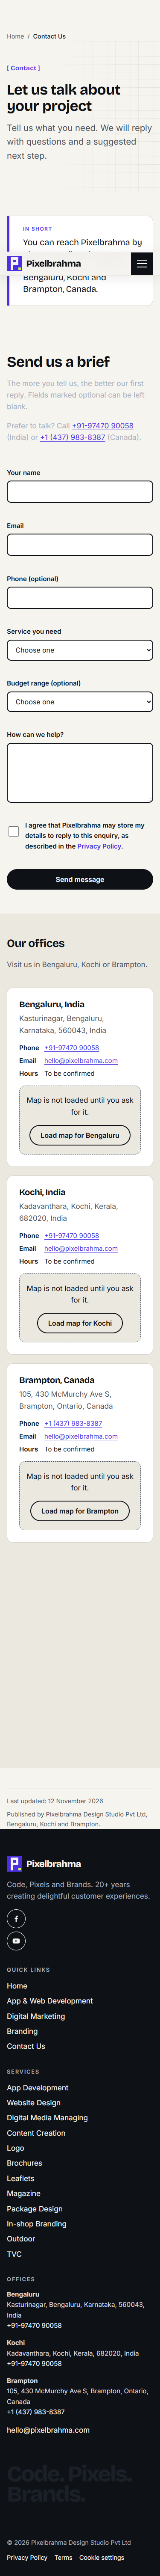 Home / Contact Us
[ Contact ]
Let us talk about
your project
Tell us what you need. We will reply
with questions and a suggested
next step.
IN SHORT
You can reach Pixelbrahma by
Pixelbrahma
Bengaluru, Kochi and
Brampton, Canada.
Send us a brief
The more you tell us, the better our first
reply. Fields marked optional can be left
blank.
Prefer to talk? Call +91-97470 90058
(India) or +1 (437) 983-8387 (Canada).
Your name
Email
Phone (optional)
Service you need
Choose one
Budget range (optional)
Choose one
How can we help?
I agree that Pixelbrahma may store my
details to reply to this enquiry, as
described in the Privacy Policy.
Send message
Our offices
Visit us in Bengaluru, Kochi or Brampton.
Bengaluru, India
Kasturinagar, Bengaluru,
Karnataka, 560043, India
Phone +91-97470 90058
Email hello@pixelbrahma.com
Hours To be confirmed
Map is not loaded until you ask
for it.
Load map for Bengaluru
Kochi, India
Kadavanthara, Kochi, Kerala,
682020, India
Phone +91-97470 90058
Email hello@pixelbrahma.com
Hours To be confirmed
Map is not loaded until you ask
for it.
Load map for Kochi
Brampton, Canada
105, 430 McMurchy Ave S,
Brampton, Ontario, Canada
Phone +1 (437) 983-8387
Email hello@pixelbrahma.com
Hours To be confirmed
Map is not loaded until you ask
for it.
Load map for Brampton
Last updated: 12 November 2026
Published by Pixelbrahma Design Studio Pvt Ltd,
Bengaluru, Kochi and Brampton.
Pixelbrahma
Code, Pixels and Brands. 20+ years
creating delightful customer experiences.
QUICK LINKS
Home
App & Web Development
Digital Marketing
Branding
Contact Us
SERVICES
App Development
Website Design
Digital Media Managing
Content Creation
Logo
Brochures
Leaflets
Magazine
Package Design
In-shop Branding
Outdoor
TVC
OFFICES
Bengaluru
Kasturinagar, Bengaluru, Karnataka, 560043,
India
+91-97470 90058
Kochi
Kadavanthara, Kochi, Kerala, 682020, India
+91-97470 90058
Brampton
105, 430 McMurchy Ave S, Brampton, Ontario,
Canada
+1 (437) 983-8387
hello@pixelbrahma.com
Code. Pixels.
Brands.
© 2026 Pixelbrahma Design Studio Pvt Ltd
Privacy Policy Terms Cookie settings